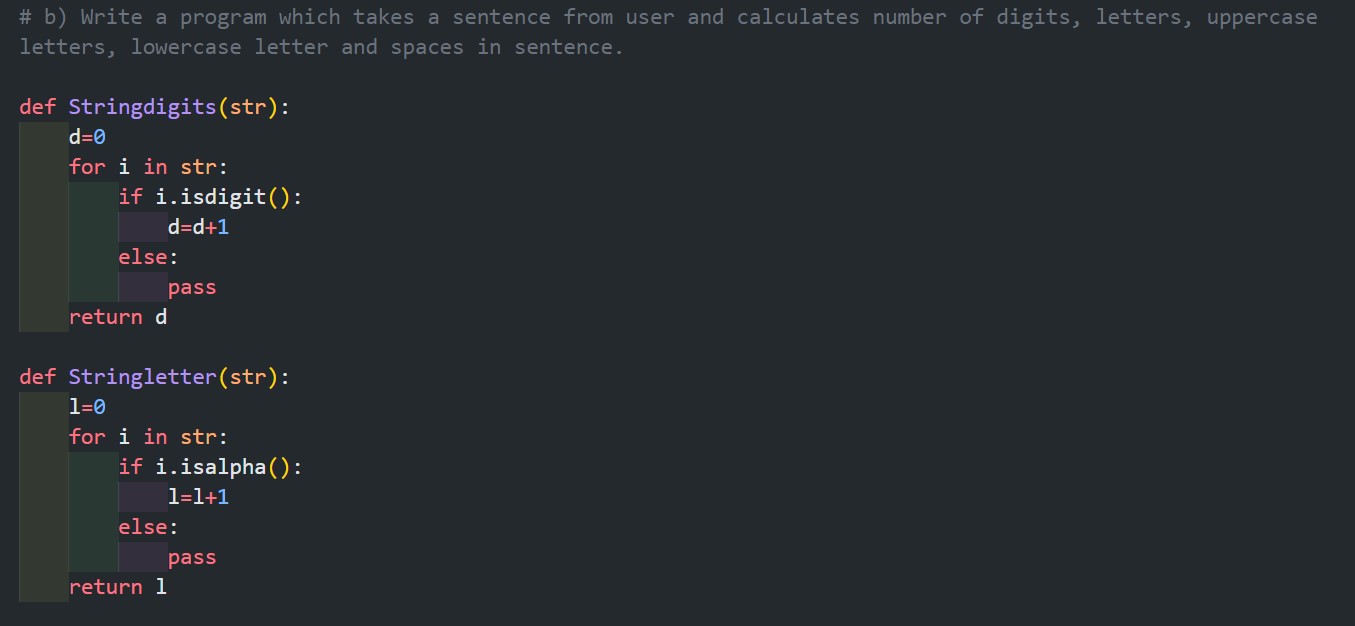 # b) Write a program which takes a sentence from user and calculates number of digits, letters, uppercase
letters, lowercase letter and spaces in sentence.

def Stringdigits(str):
    d=0
    for i in str:
        if i.isdigit():
            d=d+1
        else:
            pass
    return d

def Stringletter(str):
    l=0
    for i in str:
        if i.isalpha():
            l=l+1
        else:
            pass
    return l